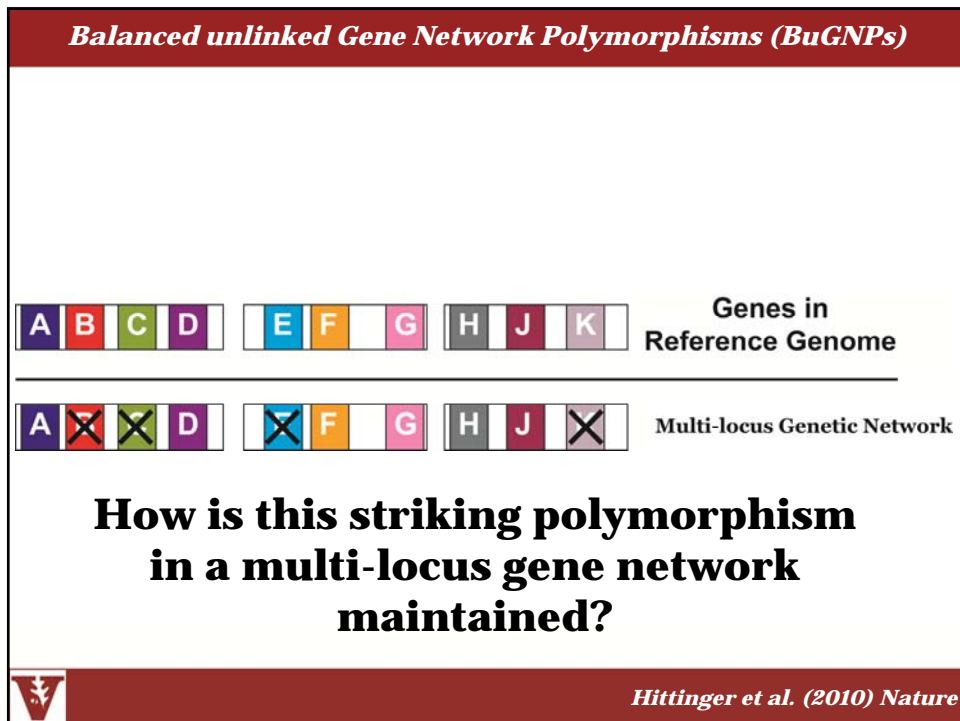 Balanced unlinked Gene Network Polymorphisms (BuGNPs)
A B C D E F G H J K
Genes in
Reference Genome
A D F G H J
Multi-locus Genetic Network
How is this striking polymorphism
in a multi-locus gene network
maintained?
Hittinger et al. (2010) Nature